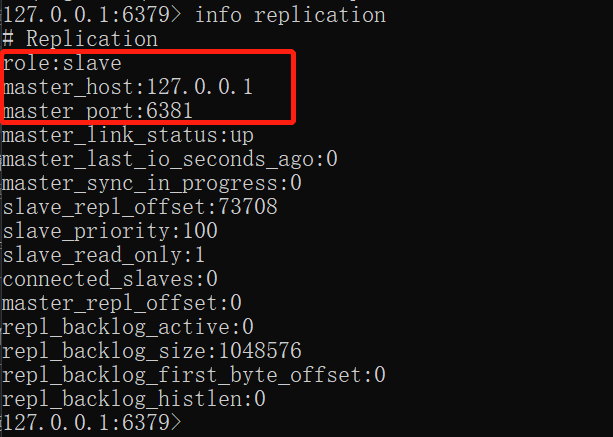 127.0.0.1:6379> info replication
# Replication
role:slave
master_host:127.0.0.1
master_port:6381
master_link_status:up
master_last_io_seconds_ago:0
master_sync_in_progress:0
slave_repl_offset:73708
slave_priority:100
slave_read_only:1
connected_slaves:0
master_repl_offset:0
repl_backlog_active:0
repl_backlog_size:1048576
repl_backlog_first_byte_offset:0
repl_backlog_histlen:0
127.0.0.1:6379>